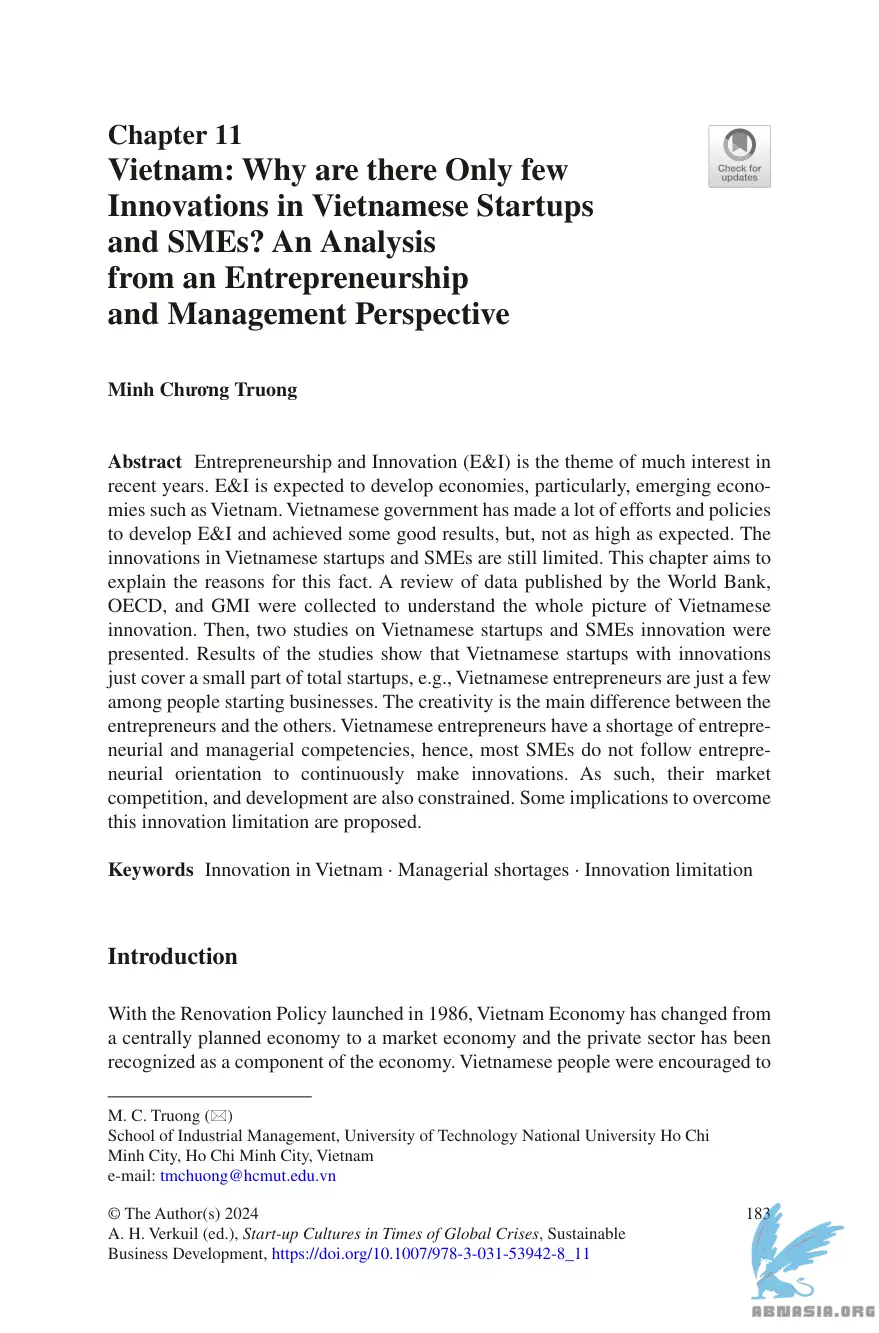 Chapter 11
Vietnam: Why are there Only few
Innovations in Vietnamese Startups
and SMEs? An Analysis
from an Entrepreneurship
and Management Perspective
Check for
updates
Minh Chương Truong
Abstract Entrepreneurship and Innovation (E&I) is the theme of much interest in
recent years. E&I is expected to develop economies, particularly, emerging econo-
mies such as Vietnam. Vietnamese government has made a lot of efforts and policies
to develop E&I and achieved some good results, but, not as high as expected. The
innovations in Vietnamese startups and SMEs are still limited. This chapter aims to
explain the reasons for this fact. A review of data published by the World Bank,
OECD, and GMI were collected to understand the whole picture of Vietnamese
innovation. Then, two studies on Vietnamese startups and SMEs innovation were
presented. Results of the studies show that Vietnamese startups with innovations
just cover a small part of total startups, e.g., Vietnamese entrepreneurs are just a few
among people starting businesses. The creativity is the main difference between the
entrepreneurs and the others. Vietnamese entrepreneurs have a shortage of entrepre-
neurial and managerial competencies, hence, most SMEs do not follow entrepre-
neurial orientation to continuously make innovations. As such, their market
competition, and development are also constrained. Some implications to overcome
this innovation limitation are proposed.
Keywords Innovation in Vietnam · Managerial shortages · Innovation limitation
Introduction
With the Renovation Policy launched in 1986, Vietnam Economy has changed from
a centrally planned economy to a market economy and the private sector has been
recognized as a component of the economy. Vietnamese people were encouraged to
M. C. Truong (✉)
School of Industrial Management, University of Technology National University Ho Chi
Minh City, Ho Chi Minh City, Vietnam
e-mail: tmchuong@hcmut.edu.vn
© The Author(s) 2024
183
A. H. Verkuil (ed.), Start-up Cultures in Times of Global Crises, Sustainable
Business Development, https://doi.org/10.1007/978-3-031-53942-8_11
ABNASIA.ORG